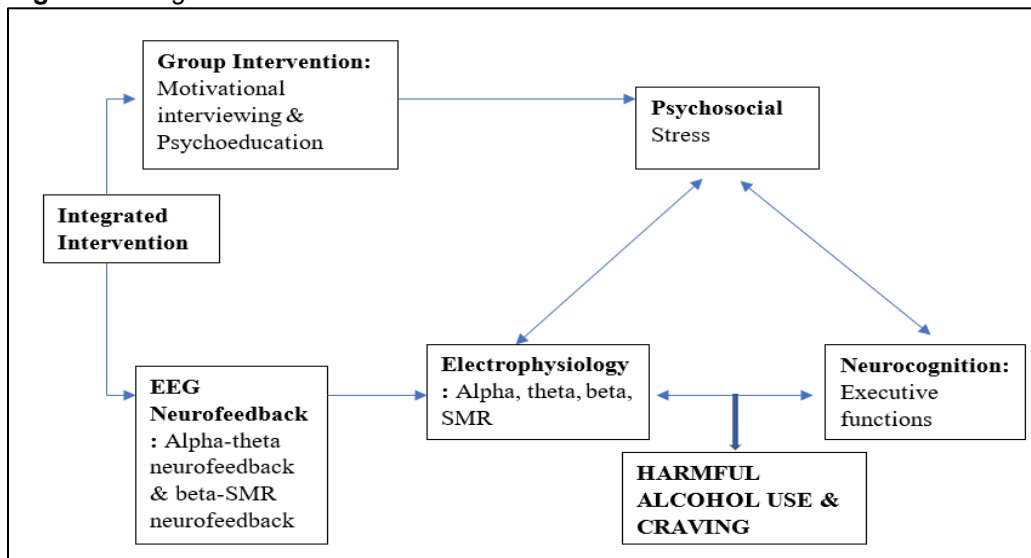 Group Intervention:
Motivational
interviewing &
Psychoeducation
Psychosocial
Stress
Integrated
Intervention
EEG
Neurofeedback
: Alpha-theta
neurofeedback
& beta-SMR
neurofeedback
Electrophysiology
: Alpha, theta, beta,
SMR
Neurocognition:
Executive
functions
HARMFUL
ALCOHOL USE &
CRAVING